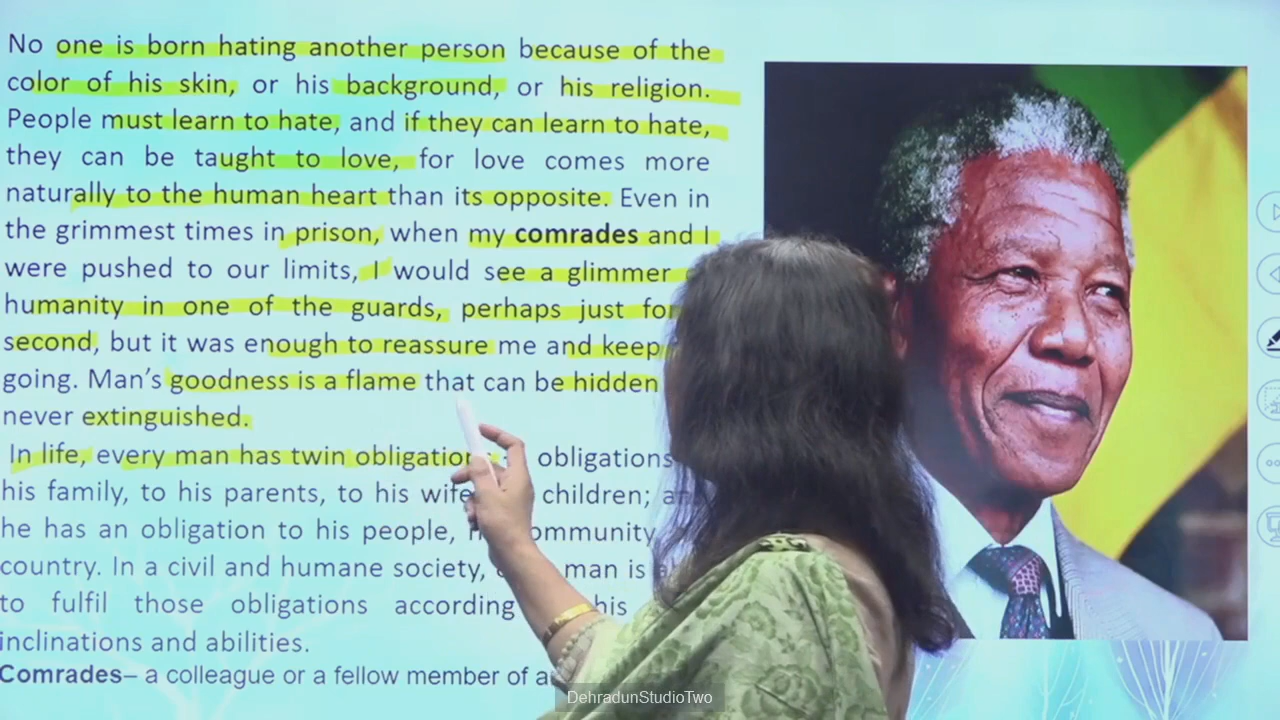 No one is born hating another person because of the
color of his skin, or his background, or his religion.
People must learn to hate, and if they can learn to hate,
they can be taught to love, for love comes more
naturally to the human heart than its opposite. Even in
the grimmest times in prison, when my comrades and I
were pushed to our limits, I would see a glimmer
humanity in one of the guards, perhaps just for
second, but it was enough to reassure me and keep
going. Man's goodness is a flame that can be hidden
never extinguished.
In life, every man has twin obligation obligations
his family, to his parents, to his wife children;
he has an obligation to his people, community
country. In a civil and humane society, man is
to fulfil those obligations according his
inclinations and abilities.
Comrades– a colleague or a fellow member of
DehradunStudioTwo